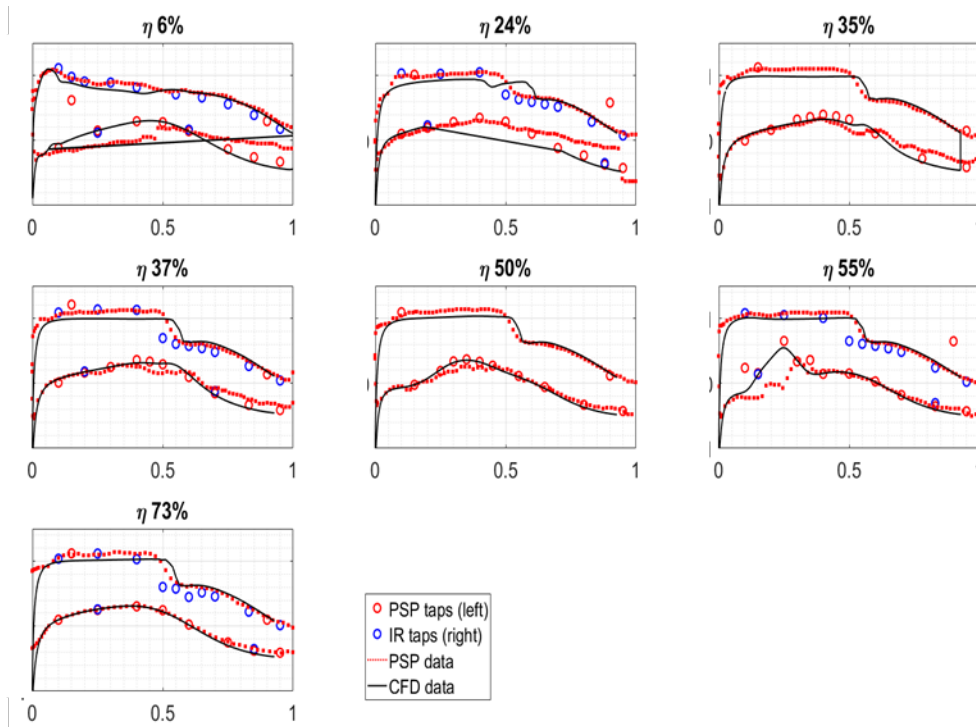 η 6%
η 24%
η 35%
0 0.5 1
0 0.5 1
0 0.5 1
η 37%
η 50%
η 55%
0 0.5 1
0 0.5 1
0 0.5 1
η 73%
0 0.5 1
PSP taps (left)
IR taps (right)
PSP data
CFD data